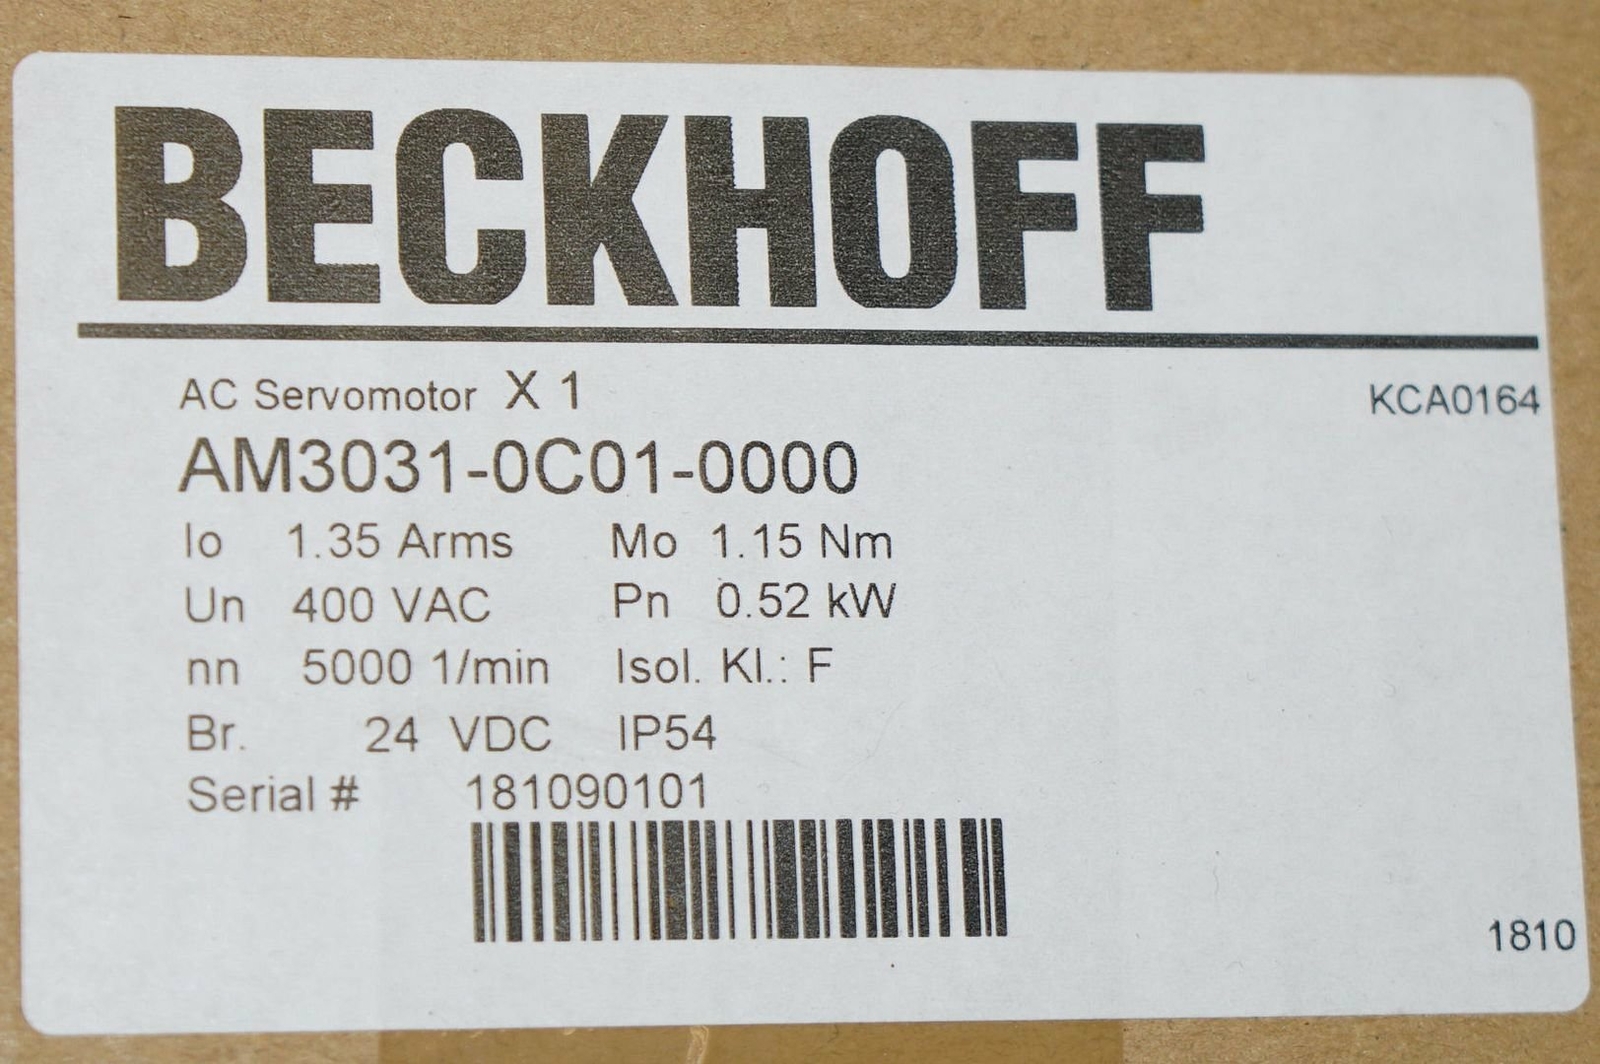 BECKHOFF
AC Servomotor X 1 KCA0164
AM3031-0C01-0000
Io 1.35 Arms Mo 1.15 Nm
Un 400 VAC Pn 0.52 kW
nn 5000 1/min Isol. Kl.: F
Br. 24 VDC IP54
Serial # 181090101
1810